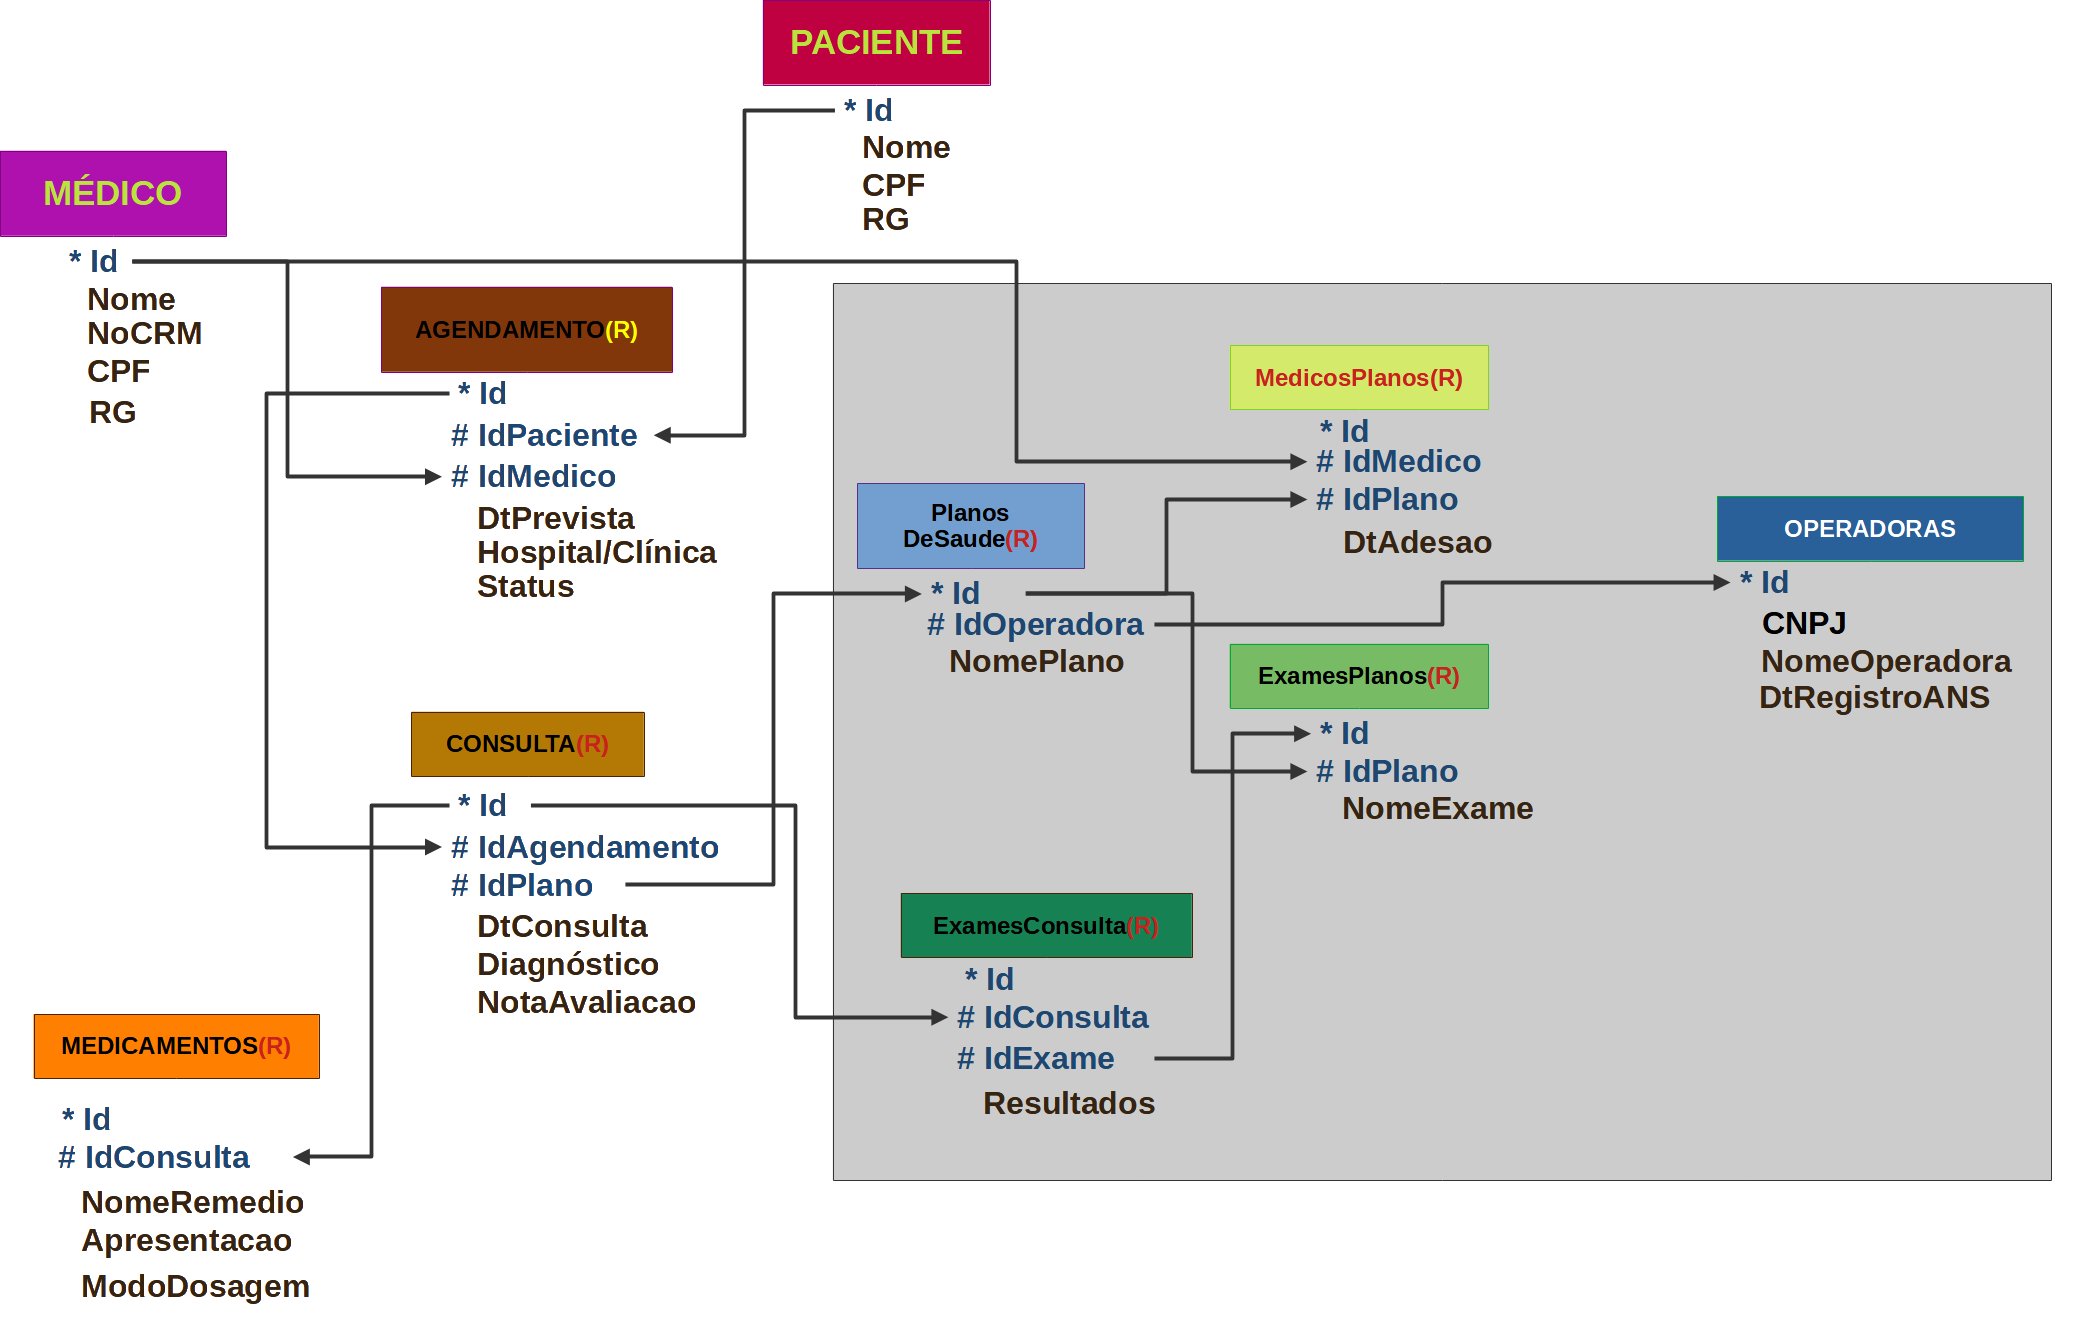 PACIENTE
* Id
Nome
CPF
RG
MÉDICO
* Id
Nome
NoCRM
CPF
RG
AGENDAMENTO(R)
* Id
# IdPaciente
# IdMedico
DtPrevista
Hospital/Clínica
Status
MedicosPlanos(R)
* Id
# IdMedico
# IdPlano
DtAdesao
Planos
DeSaude(R)
* Id
# IdOperadora
NomePlano
OPERADORAS
* Id
CNPJ
NomeOperadora
DtRegistroANS
ExamesPlanos(R)
* Id
# IdPlano
NomeExame
CONSULTA(R)
* Id
# IdAgendamento
# IdPlano
DtConsulta
Diagnóstico
NotaAvaliacao
ExamesConsulta(R)
* Id
# IdConsulta
# IdExame
Resultados
MEDICAMENTOS(R)
* Id
# IdConsulta
NomeRemedio
Apresentacao
ModoDosagem